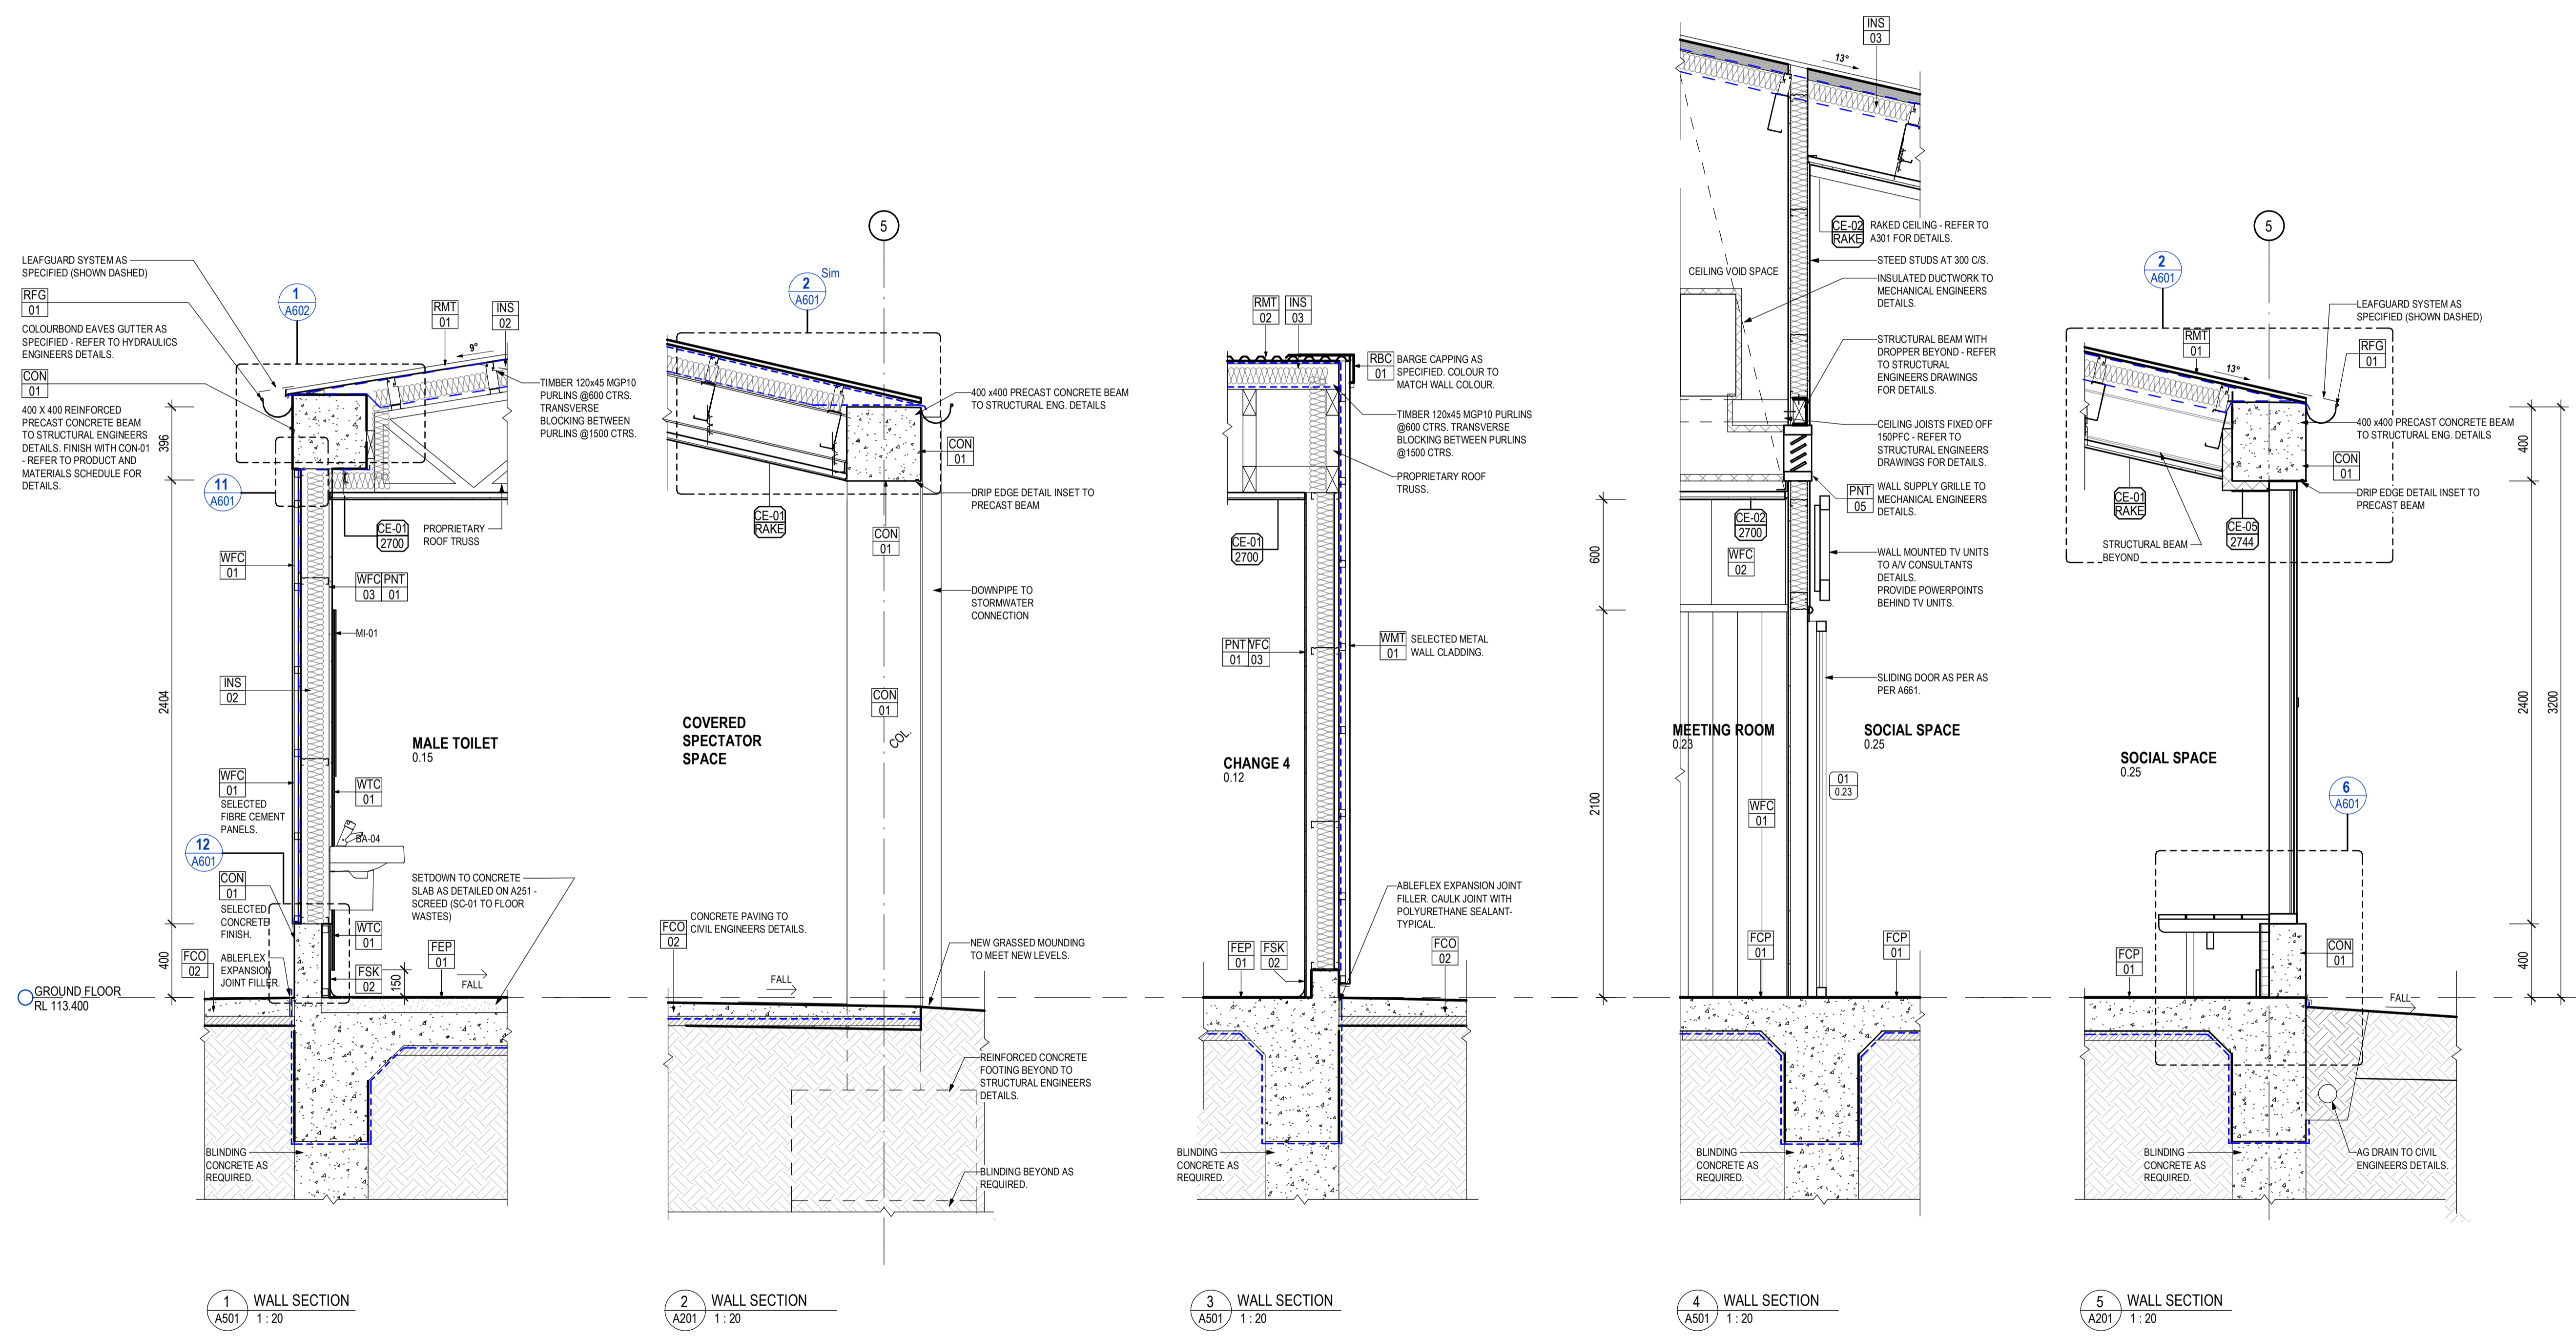 LEAFGUARD SYSTEM AS
SPECIFIED (SHOWN DASHED)
RFG
01
COLOURBOND EAVES GUTTER AS
SPECIFIED - REFER TO HYDRAULICS
ENGINEERS DETAILS.
CON
01
400 X 400 REINFORCED
PRECAST CONCRETE BEAM
TO STRUCTURAL ENGINEERS
DETAILS. FINISH WITH CON-01
- REFER TO PRODUCT AND
MATERIALS SCHEDULE FOR
DETAILS.
1
A602
RMT
01
INS
02
9°
TIMBER 120x45 MGP10
PURLINS @600 CTRS.
TRANSVERSE
BLOCKING BETWEEN
PURLINS @1500 CTRS.
396
11
A601
CE-01
2700
PROPRIETARY
ROOF TRUSS
WFC
01
WFC PNT
03 01
MI-01
INS
02
2404
MALE TOILET
0.15
WFC
01
SELECTED
FIBRE CEMENT
PANELS.
WTC
01
BA-04
12
A601
CON
01
SELECTED
CONCRETE
FINISH.
SETDOWN TO CONCRETE
SLAB AS DETAILED ON A251 -
SCREED (SC-01 TO FLOOR
WASTES)
WTC
01
FEP
01
FCO
02
ABLEFLEX
EXPANSION
JOINT FILLER.
FSK
02
150
FALL
400
GROUND FLOOR
RL 113.400
BLINDING
CONCRETE AS
REQUIRED.
1
A501
WALL SECTION
1 : 20
5
2
A601
Sim
400 x400 PRECAST CONCRETE BEAM
TO STRUCTURAL ENG. DETAILS
CON
01
DRIP EDGE DETAIL INSET TO
PRECAST BEAM
CE-01
RAKE
CON
01
DOWNPIPE TO
STORMWATER
CONNECTION
CON
01
COL.
COVERED
SPECTATOR
SPACE
FCO
02
CONCRETE PAVING TO
CIVIL ENGINEERS DETAILS.
NEW GRASSED MOUNDING
TO MEET NEW LEVELS.
FALL
REINFORCED CONCRETE
FOOTING BEYOND TO
STRUCTURAL ENGINEERS
DETAILS.
BLINDING BEYOND AS
REQUIRED.
2
A201
WALL SECTION
1 : 20
RMT
02
INS
03
RBC
01
BARGE CAPPING AS
SPECIFIED. COLOUR TO
MATCH WALL COLOUR.
TIMBER 120x45 MGP10 PURLINS
@600 CTRS. TRANSVERSE
BLOCKING BETWEEN PURLINS
@1500 CTRS.
PROPRIETARY ROOF
TRUSS.
CE-01
2700
PNT WFC
01 03
WMT
01
SELECTED METAL
WALL CLADDING.
CHANGE 4
0.12
ABLEFLEX EXPANSION JOINT
FILLER. CAULK JOINT WITH
POLYURETHANE SEALANT-
TYPICAL.
FEP
01
FSK
02
FCO
02
BLINDING
CONCRETE AS
REQUIRED.
3
A501
WALL SECTION
1 : 20
INS
03
13°
CE-02
RAKE
RAKED CEILING - REFER TO
A301 FOR DETAILS.
STEED STUDS AT 300 C/S.
CEILING VOID SPACE
INSULATED DUCTWORK TO
MECHANICAL ENGINEERS
DETAILS.
STRUCTURAL BEAM WITH
DROPPER BEYOND - REFER
TO STRUCTURAL
ENGINEERS DRAWINGS
FOR DETAILS.
CEILING JOISTS FIXED OFF
150PFC - REFER TO
STRUCTURAL ENGINEERS
DRAWINGS FOR DETAILS.
PNT
05
WALL SUPPLY GRILLE TO
MECHANICAL ENGINEERS
DETAILS.
CE-02
2700
WFC
02
600
WALL MOUNTED TV UNITS
TO A/V CONSULTANTS
DETAILS.
PROVIDE POWERPOINTS
BEHIND TV UNITS.
SLIDING DOOR AS PER AS
PER A661.
MEETING ROOM
0.23
SOCIAL SPACE
0.25
01
0.23
WFC
01
2100
FCP
01
FCP
01
BLINDING
CONCRETE AS
REQUIRED.
4
A501
WALL SECTION
1 : 20
5
2
A601
RMT
01
13°
LEAFGUARD SYSTEM AS
SPECIFIED (SHOWN DASHED)
RFG
01
400 x400 PRECAST CONCRETE BEAM
TO STRUCTURAL ENG. DETAILS
CON
01
DRIP EDGE DETAIL INSET TO
PRECAST BEAM
CE-01
RAKE
CE-05
2744
STRUCTURAL BEAM
BEYOND
400
2400
3200
SOCIAL SPACE
0.25
6
A601
CON
01
FCP
01
400
FALL
BLINDING
CONCRETE AS
REQUIRED.
AG DRAIN TO CIVIL
ENGINEERS DETAILS.
5
A201
WALL SECTION
1 : 20